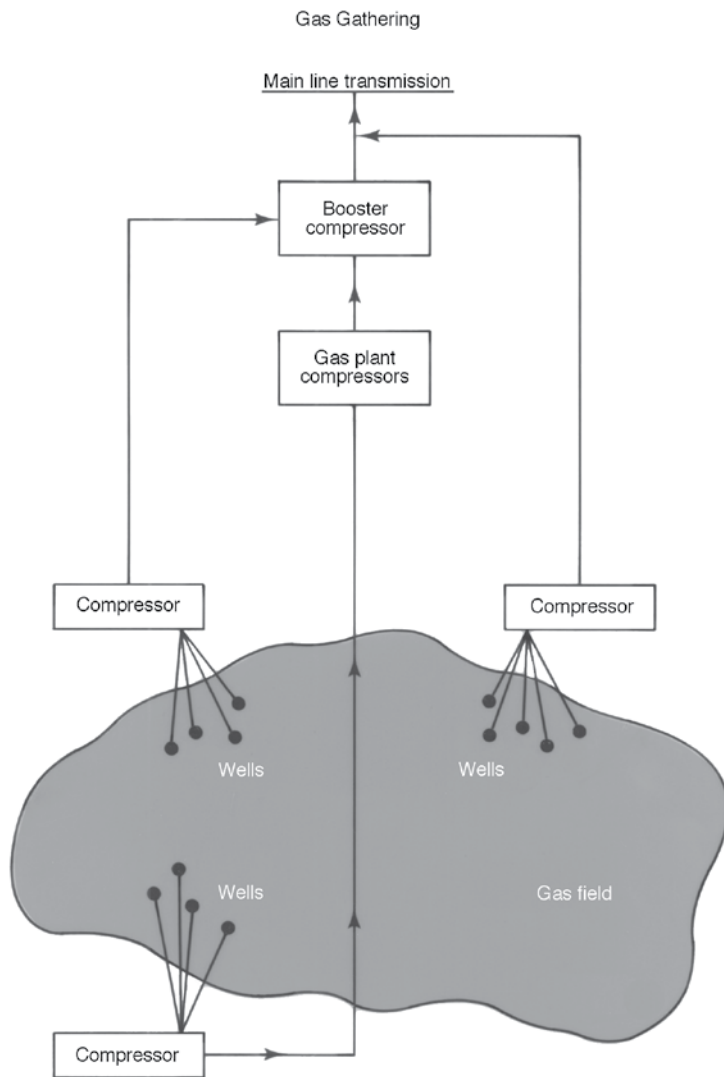 Gas Gathering
Main line transmission
Booster
compressor
Gas plant
compressors
Compressor
Compressor
Wells
Wells
Wells
Gas field
Compressor